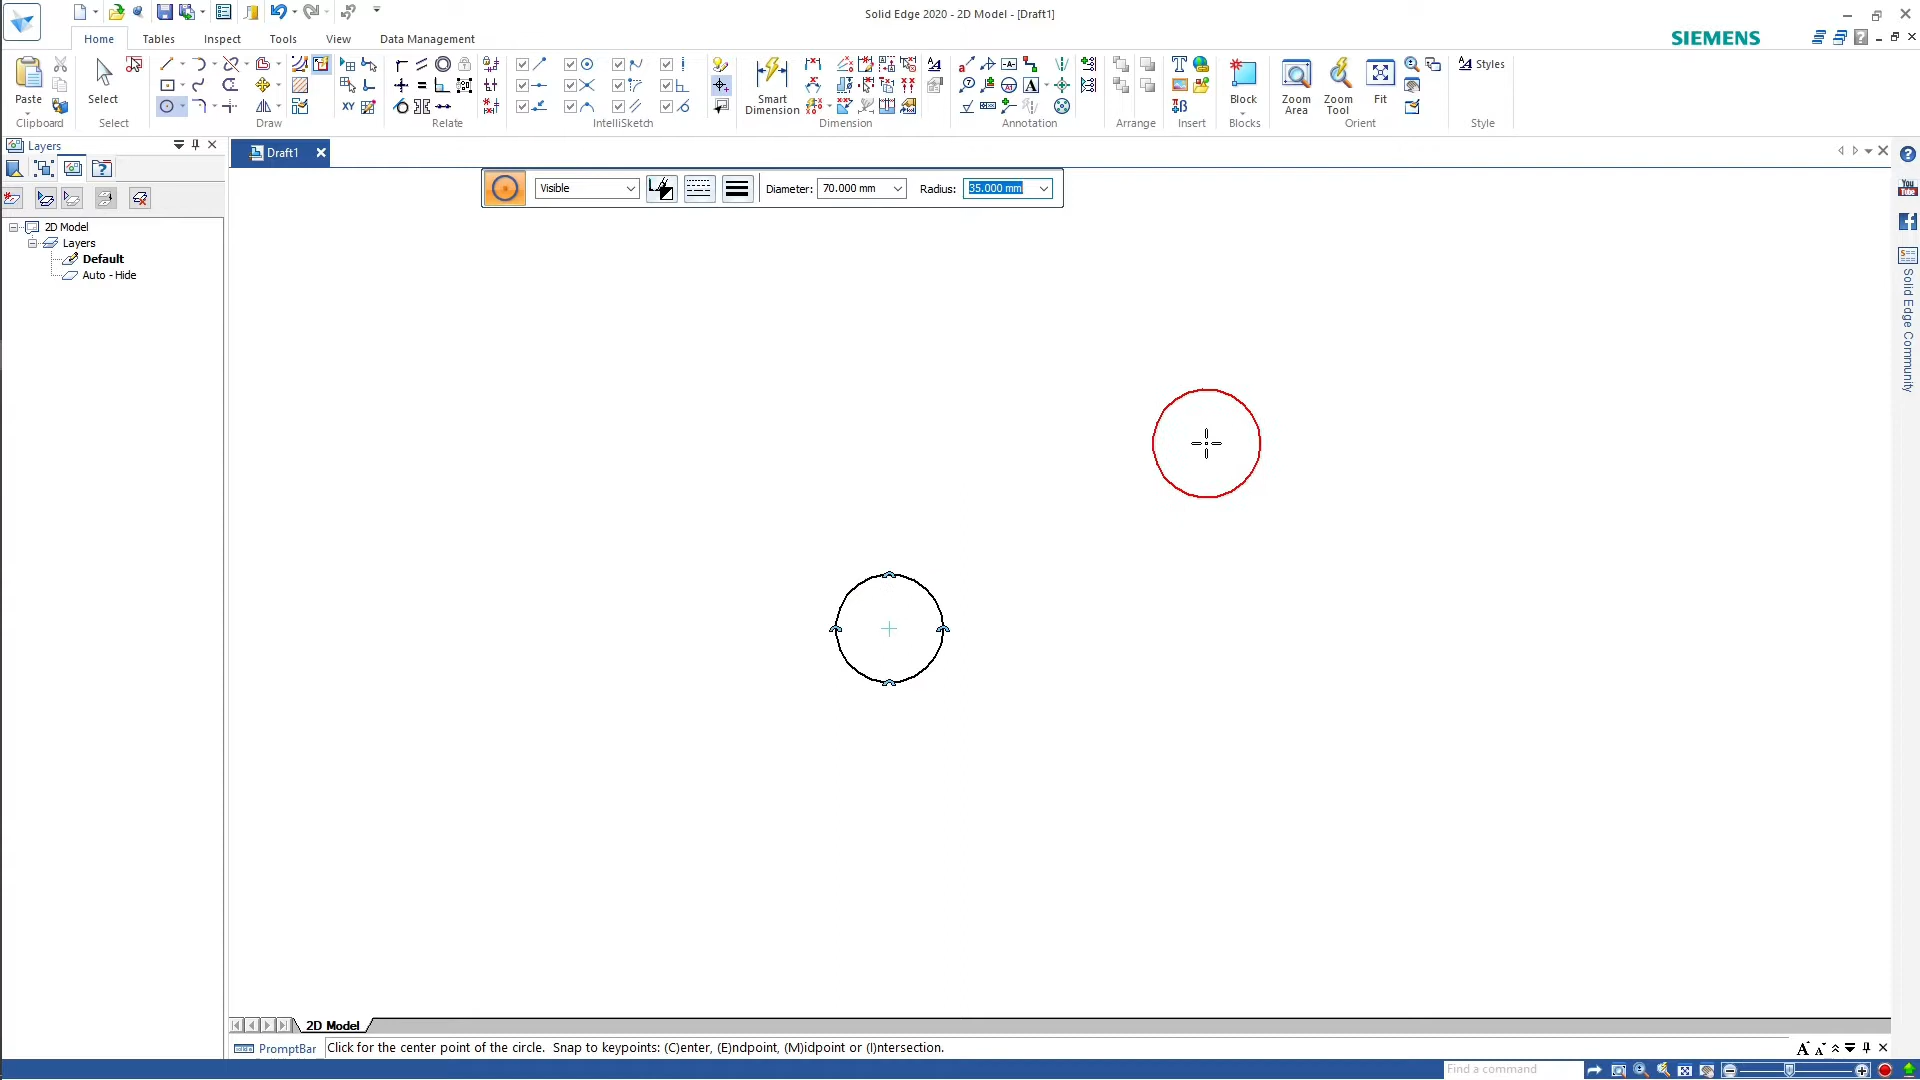 Solid Edge 2020 - 2D Model - [Draft1]
Home Tables Inspect Tools View Data Management
SIEMENS
Paste
Select
Smart
Dimension
Block
Zoom
Area
Zoom
Tool
Fit
Styles
XY
Clipboard Select Draw Relate IntelliSketch Dimension Annotation Arrange Insert Blocks Orient Style
Layers
Draft1
Visible Diameter: 70.000 mm Radius: 35.000 mm
2D Model
Layers
Default
Auto - Hide
You
Tube
Solid Edge Community
2D Model
PromptBar Click for the center point of the circle. Snap to keypoints: (C)enter, (E)ndpoint, (M)idpoint or (I)ntersection.
Find a command